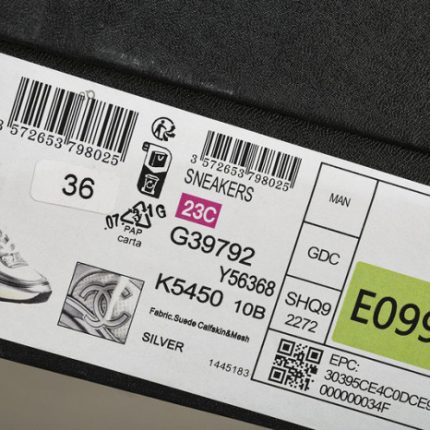 3 572653 798025
3 572653 798025
36
SNEAKERS
23C
PAP
carta
G39792
Y56368
K5450 10B
Fabric.Suede Calfskin&Mesh
SILVER
1445183
MAN
GDC
SHQ9
2272
E099
EPC:
30395CE4C0DCE9
000000034F